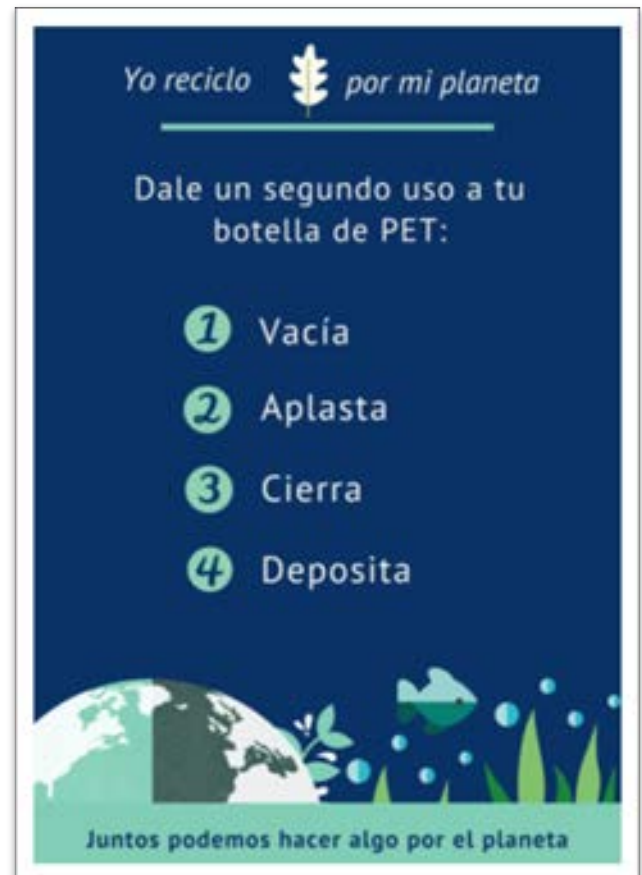 Yo reciclo por mi planeta
Dale un segundo uso a tu
botella de PET:
1 Vacía
2 Aplasta
3 Cierra
4 Deposita
Juntos podemos hacer algo por el planeta